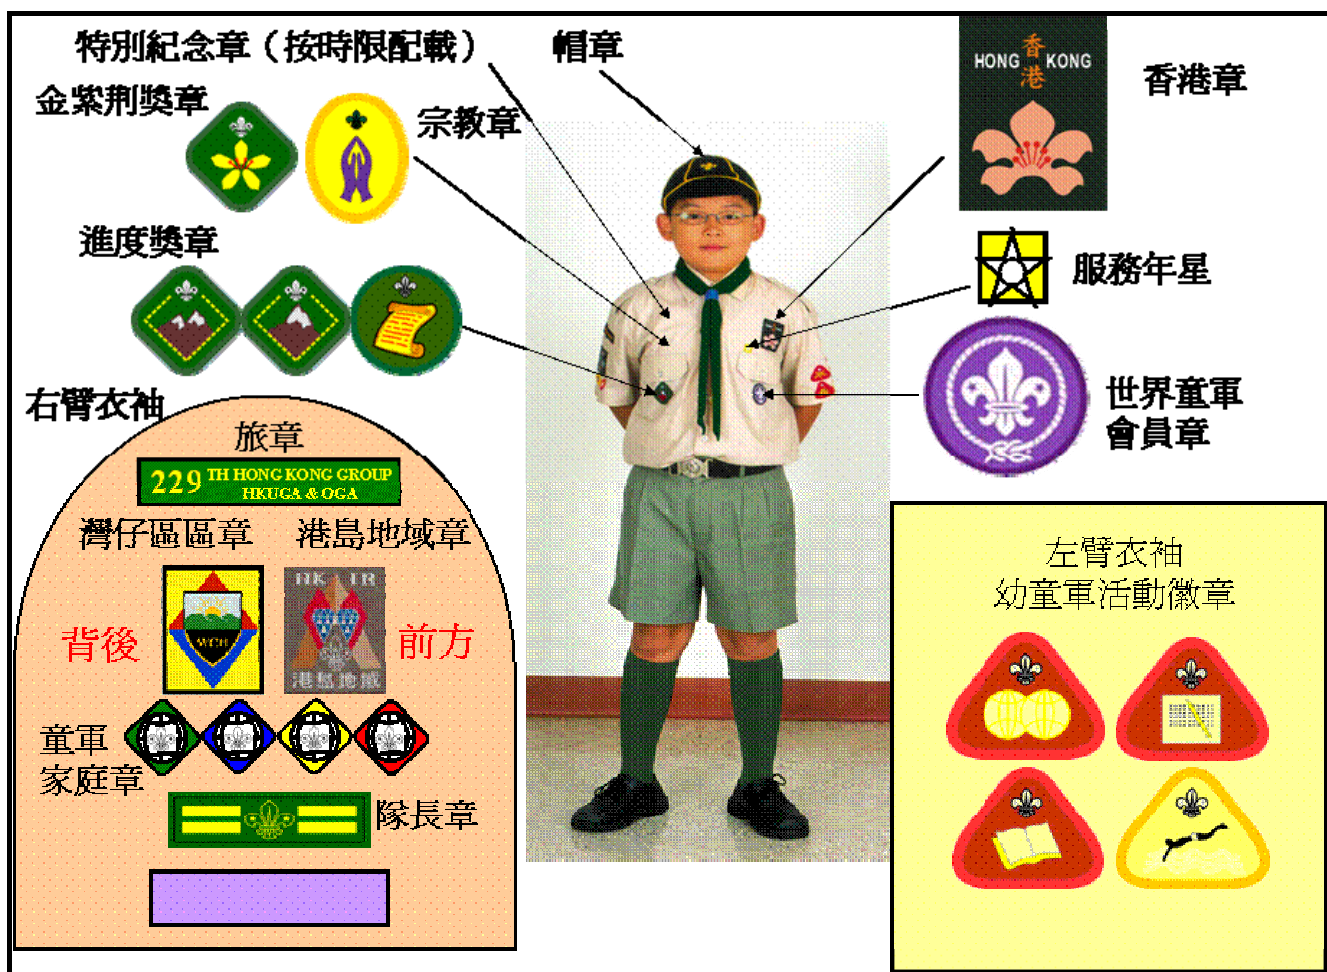 特別紀念章（按時限配載）
帽章
金紫荊獎章
宗教章
香港
HONG KONG
香港章
進度獎章
服務年星
世界童軍
會員章
右臂衣袖
旅章
229 TH HONG KONG GROUP
HKUGA & OGA
灣仔區區章
港島地域章
HK IR
WCH
港島地域
背後
前方
童軍
家庭章
隊長章
左臂衣袖
幼童軍活動徽章